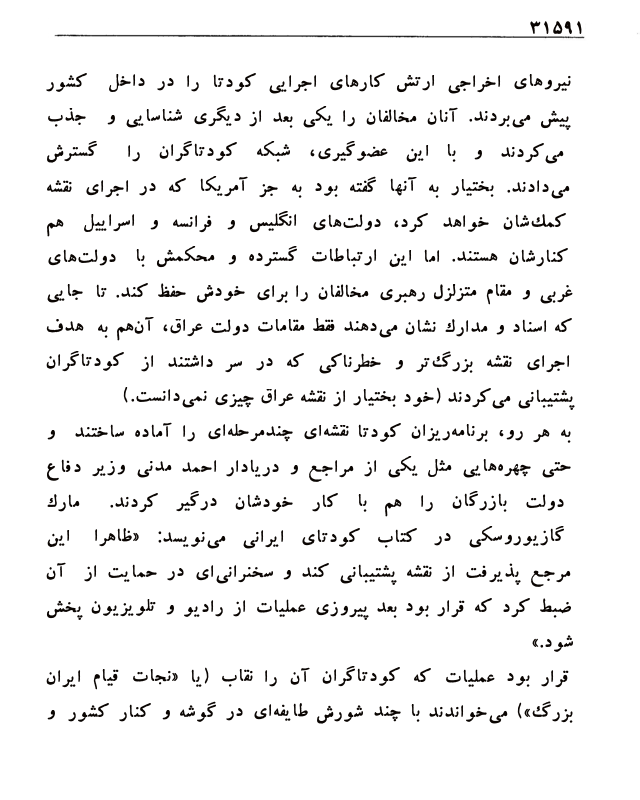 ۳۱۵۹۱
نیروهای اخراجی ارتش کارهای اجرایی کودتا را در داخل کشور
پیش می‌بردند. آنان مخالفان را یکی بعد از دیگری شناسایی و جذب
می‌کردند و با این عضوگیری، شبکه کودتاگران را گسترش
می‌دادند. بختیار به آنها گفته بود به جز آمریکا که در اجرای نقشه
کمك‌شان خواهد کرد، دولت‌های انگلیس و فرانسه و اسراییل هم
کنارشان هستند. اما این ارتباطات گسترده و محکمش با دولت‌های
غربی و مقام متزلزل رهبری مخالفان را برای خودش حفظ کند. تا جایی
که اسناد و مدارك نشان می‌دهند فقط مقامات دولت عراق، آن‌هم به هدف
اجرای نقشه بزرگ‌تر و خطرناکی که در سر داشتند از کودتاگران
پشتیبانی می‌کردند (خود بختیار از نقشه عراق چیزی نمی‌دانست.)
به هر رو، برنامه‌ریزان کودتا نقشه‌ای چندمرحله‌ای را آماده ساختند و
حتی چهره‌هایی مثل یکی از مراجع و دریادار احمد مدنی وزیر دفاع
دولت بازرگان را هم با کار خودشان درگیر کردند. مارك
گازیوروسکی در کتاب کودتای ایرانی می‌نویسد: «ظاهرا این
مرجع پذیرفت از نقشه پشتیبانی کند و سخنرانی‌ای در حمایت از آن
ضبط کرد که قرار بود بعد پیروزی عملیات از رادیو و تلویزیون پخش
شود.»
قرار بود عملیات که کودتاگران آن را نقاب (یا «نجات قیام ایران
بزرگ») می‌خواندند با چند شورش طایفه‌ای در گوشه و کنار کشور و